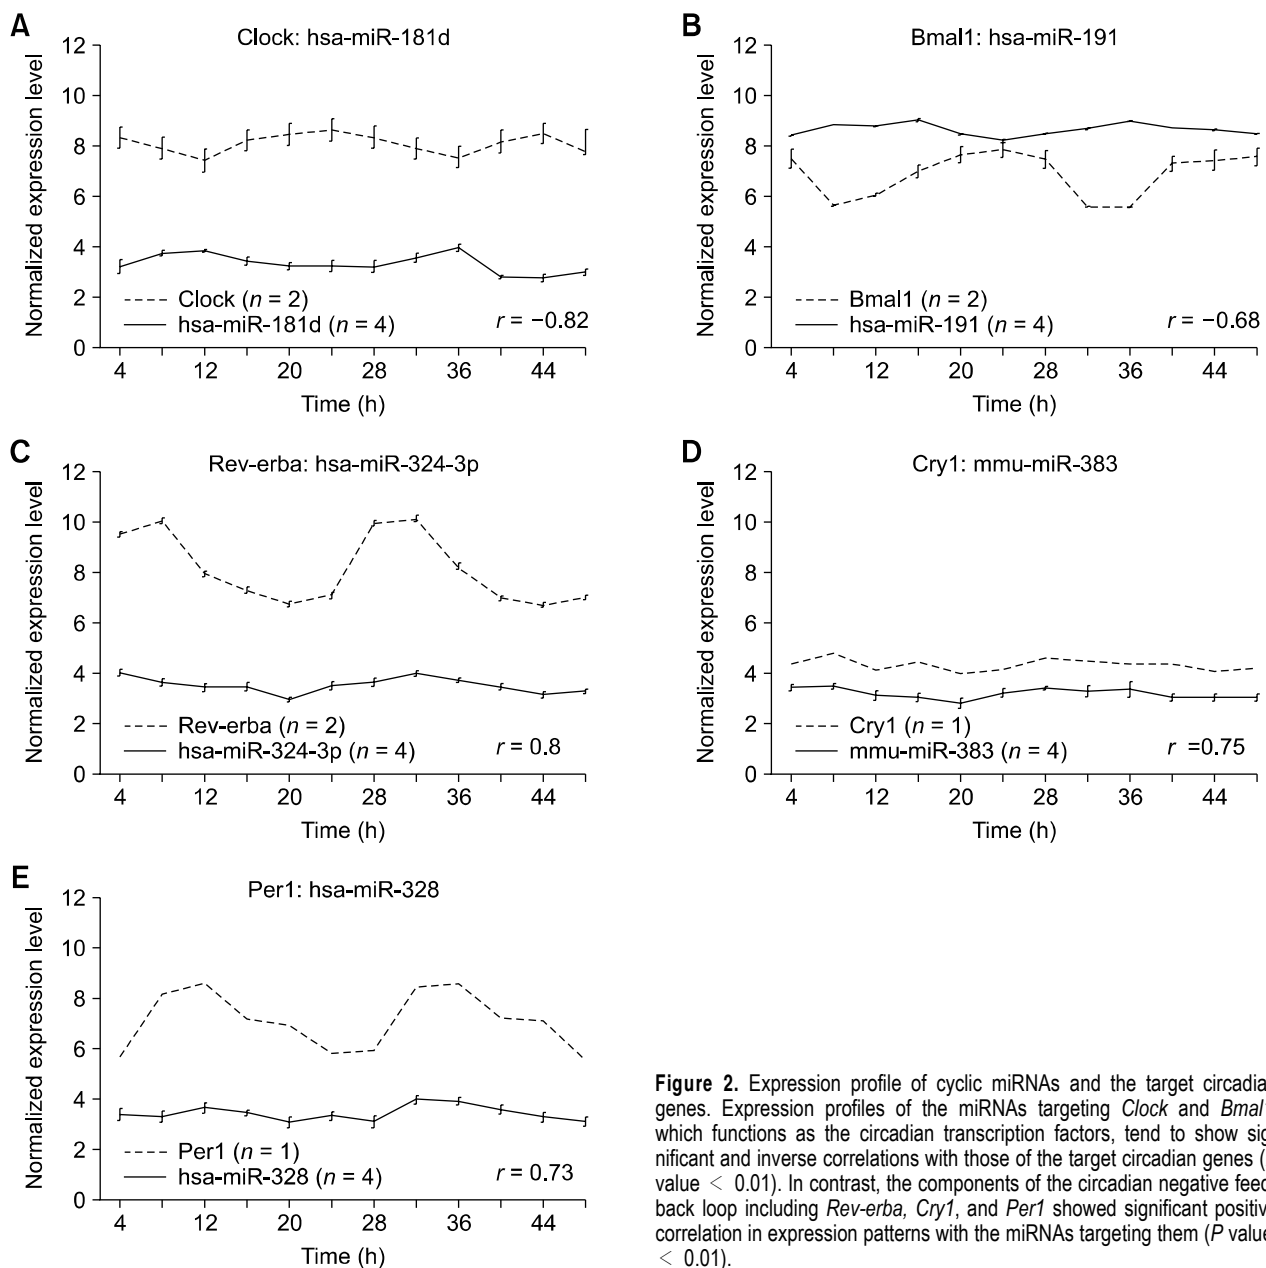 A
Clock: hsa-miR-181d
Normalized expression level
12
10
8
6
4
2
0
Clock (n = 2)
hsa-miR-181d (n = 4)
r = −0.82
4 12 20 28 36 44
Time (h)
B
Bmal1: hsa-miR-191
Normalized expression level
12
10
8
6
4
2
0
Bmal1 (n = 2)
hsa-miR-191 (n = 4)
r = −0.68
4 12 20 28 36 44
Time (h)
C
Rev-erba: hsa-miR-324-3p
Normalized expression level
12
10
8
6
4
2
0
Rev-erba (n = 2)
hsa-miR-324-3p (n = 4)
r = 0.8
4 12 20 28 36 44
Time (h)
D
Cry1: mmu-miR-383
Normalized expression level
12
10
8
6
4
2
0
Cry1 (n = 1)
mmu-miR-383 (n = 4)
r =0.75
4 12 20 28 36 44
Time (h)
E
Per1: hsa-miR-328
Normalized expression level
12
10
8
6
4
2
0
Per1 (n = 1)
hsa-miR-328 (n = 4)
r = 0.73
4 12 20 28 36 44
Time (h)
Figure 2. Expression profile of cyclic miRNAs and the target circadia
genes. Expression profiles of the miRNAs targeting Clock and Bmal
which functions as the circadian transcription factors, tend to show sig
nificant and inverse correlations with those of the target circadian genes (
value < 0.01). In contrast, the components of the circadian negative feed
back loop including Rev-erba, Cry1, and Per1 showed significant positiv
correlation in expression patterns with the miRNAs targeting them (P value
< 0.01).